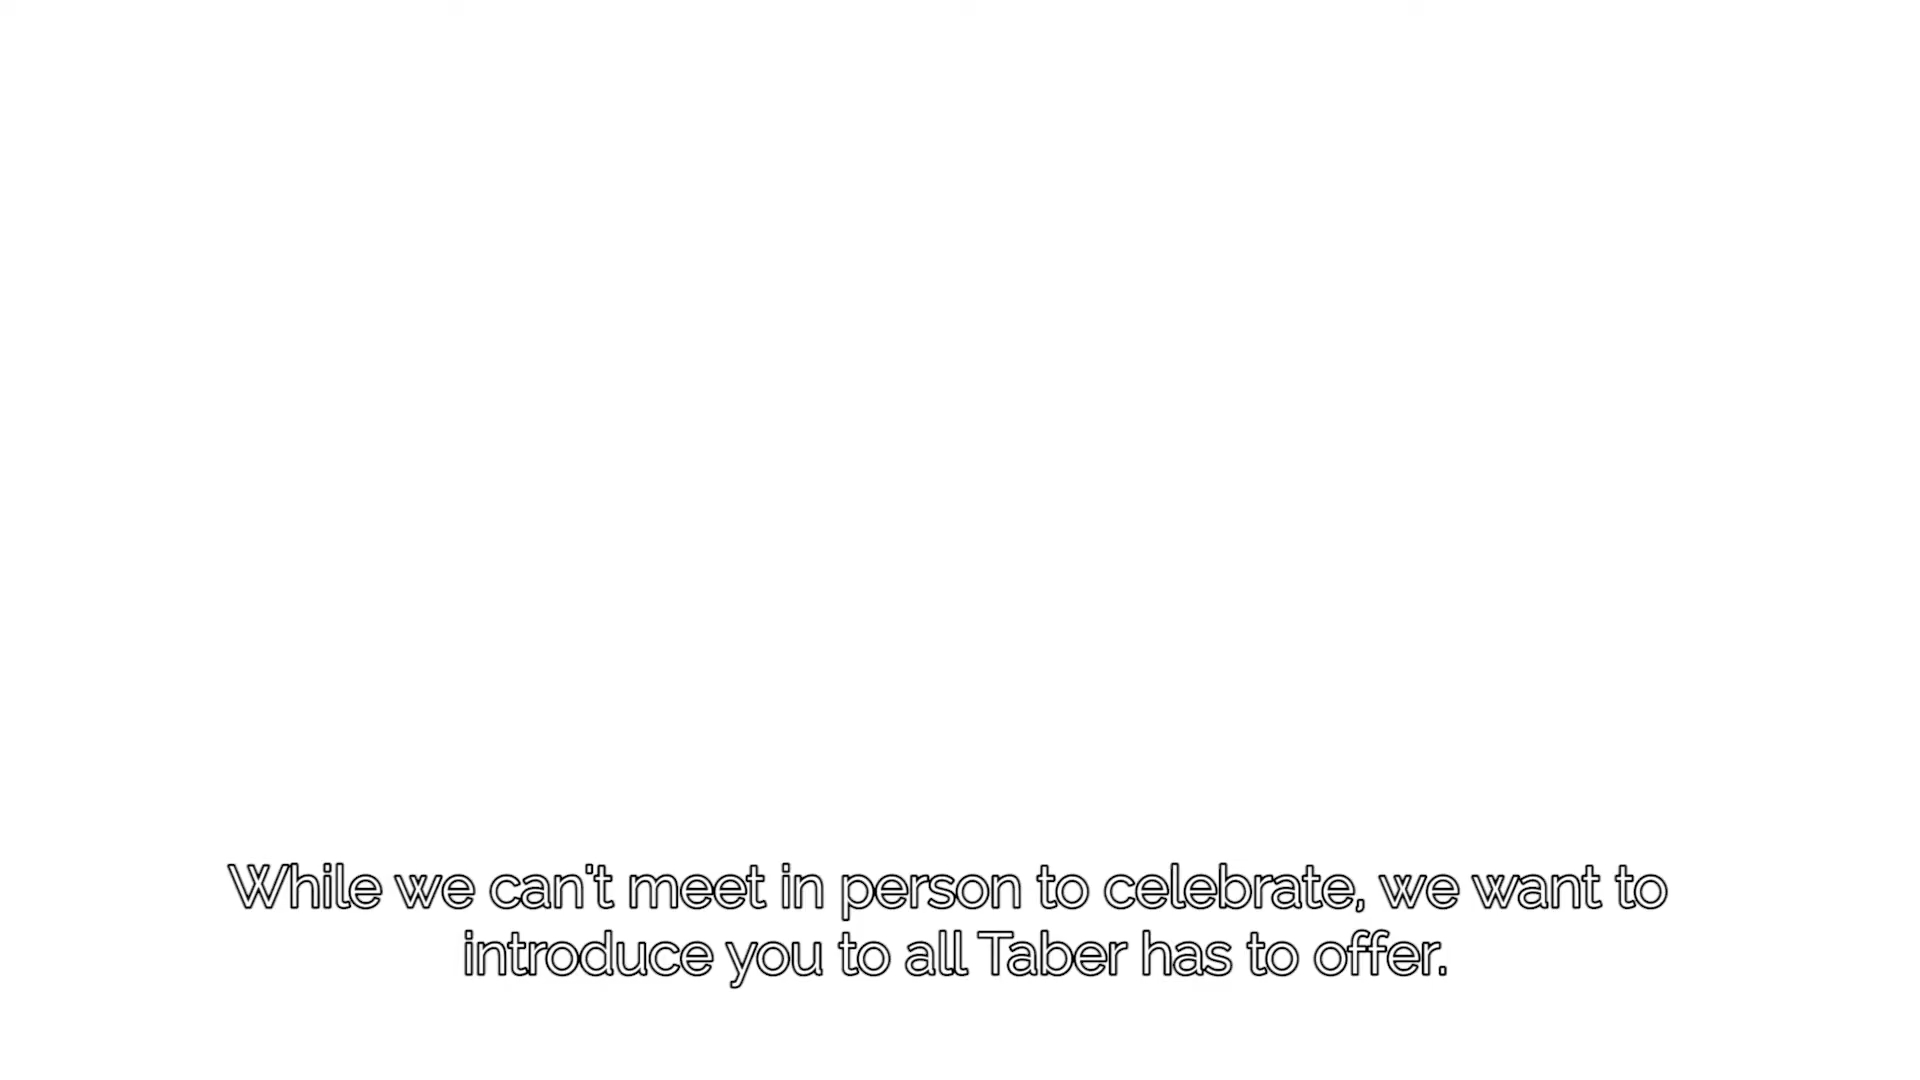 While we can't meet in person to celebrate, we want to
introduce you to all Taber has to offer.